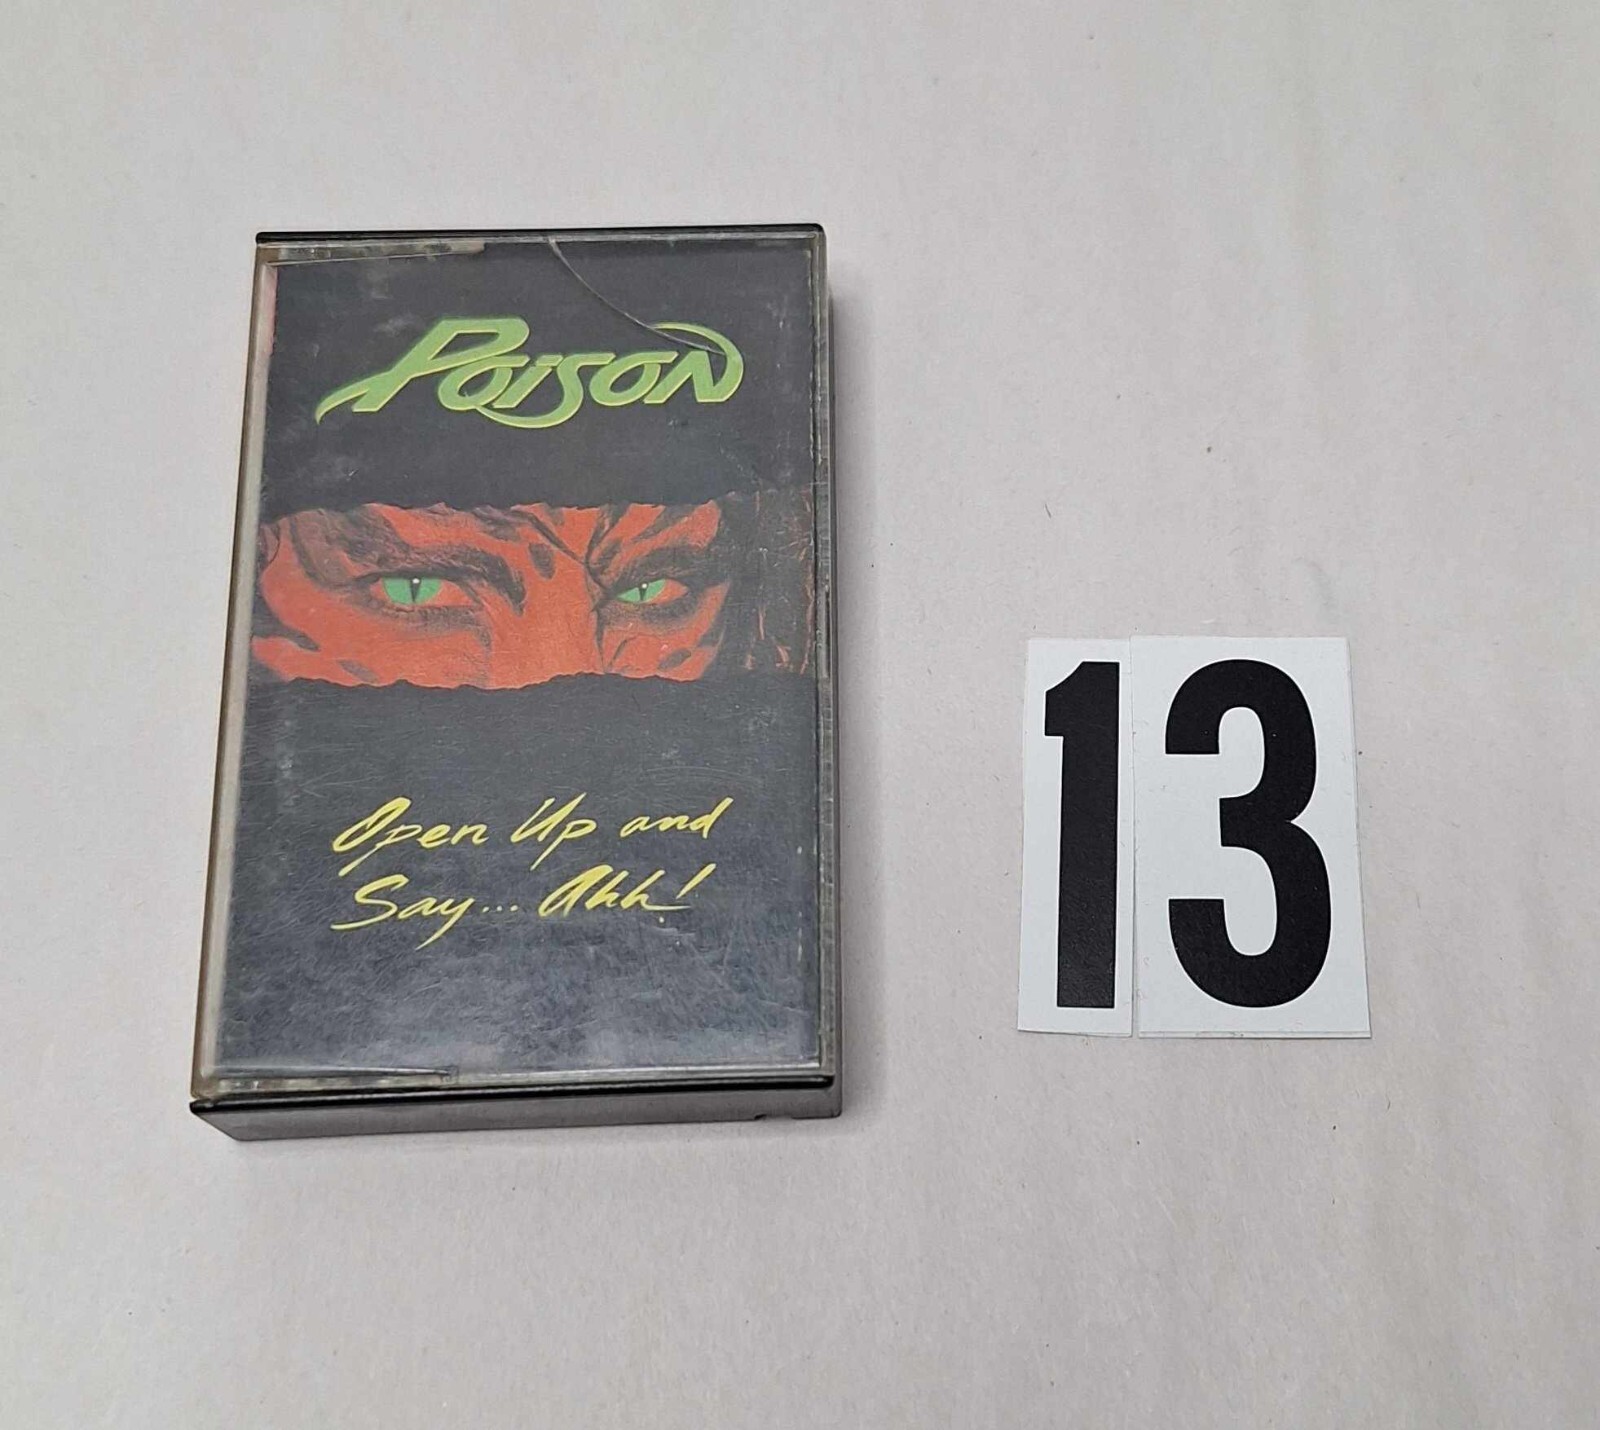 Poison
Open Up and
Say... Ahh!
13